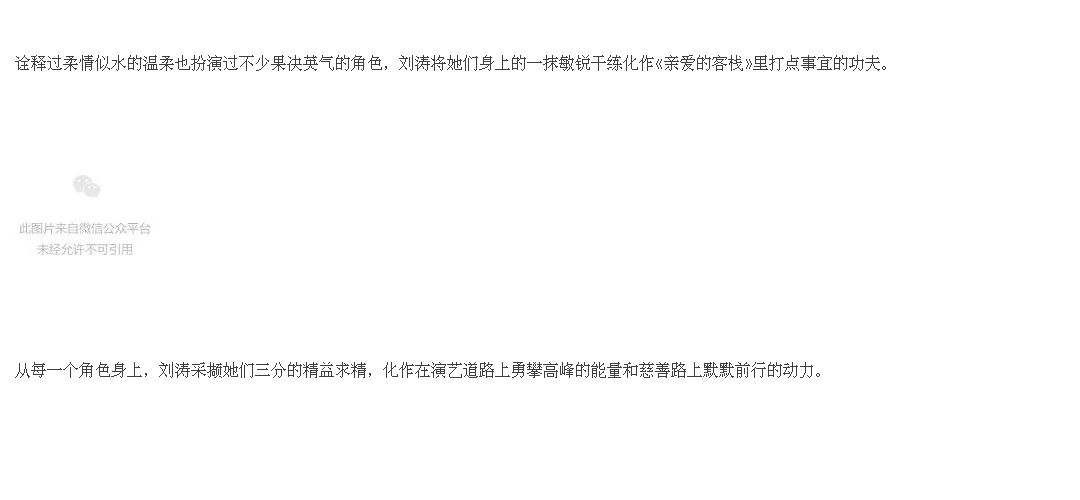 诠释过柔情似水的温柔也扮演过不少果决英气的角色，刘涛将她们身上的一抹敏锐干练化作«亲爱的客栈»里打点事宜的功夫。
此图片来自微信公众平台
未经允许不可引用
从每一个角色身上，刘涛采撷她们三分的精益求精，化作在演艺道路上勇攀高峰的能量和慈善路上默默前行的动力。